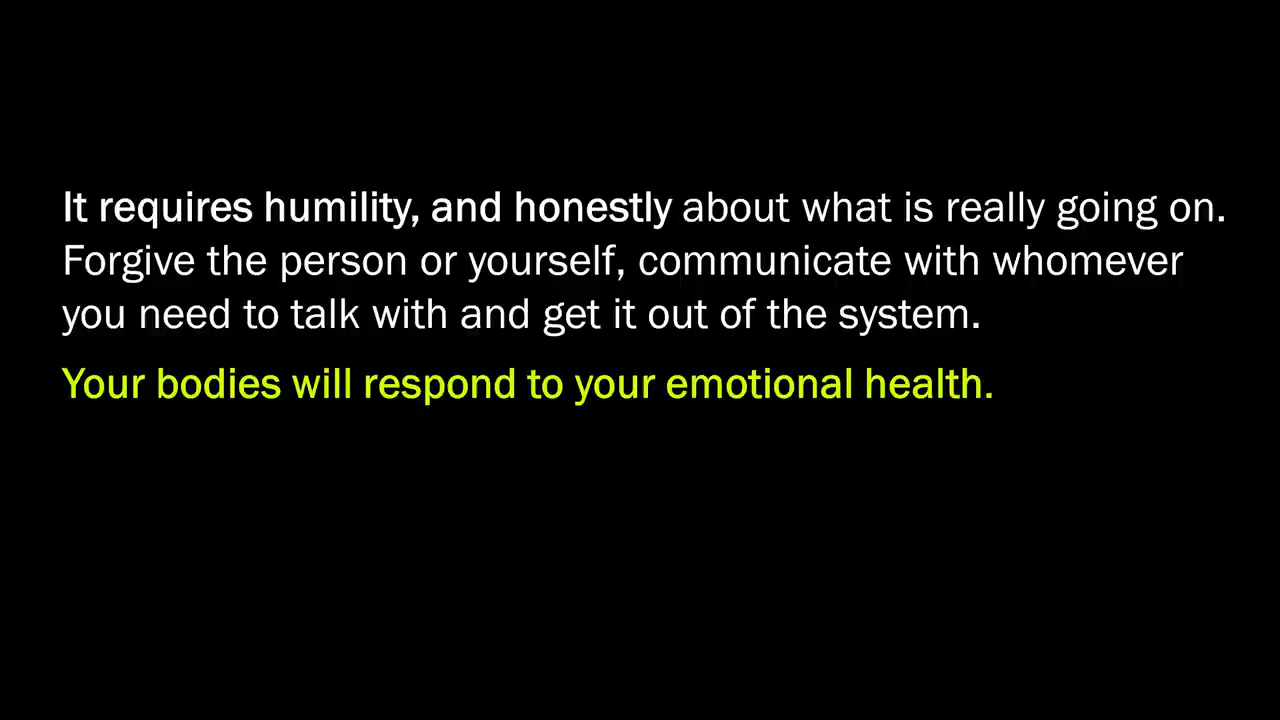 It requires humility, and honestly about what is really going on.
Forgive the person or yourself, communicate with whomever
you need to talk with and get it out of the system.
Your bodies will respond to your emotional health.